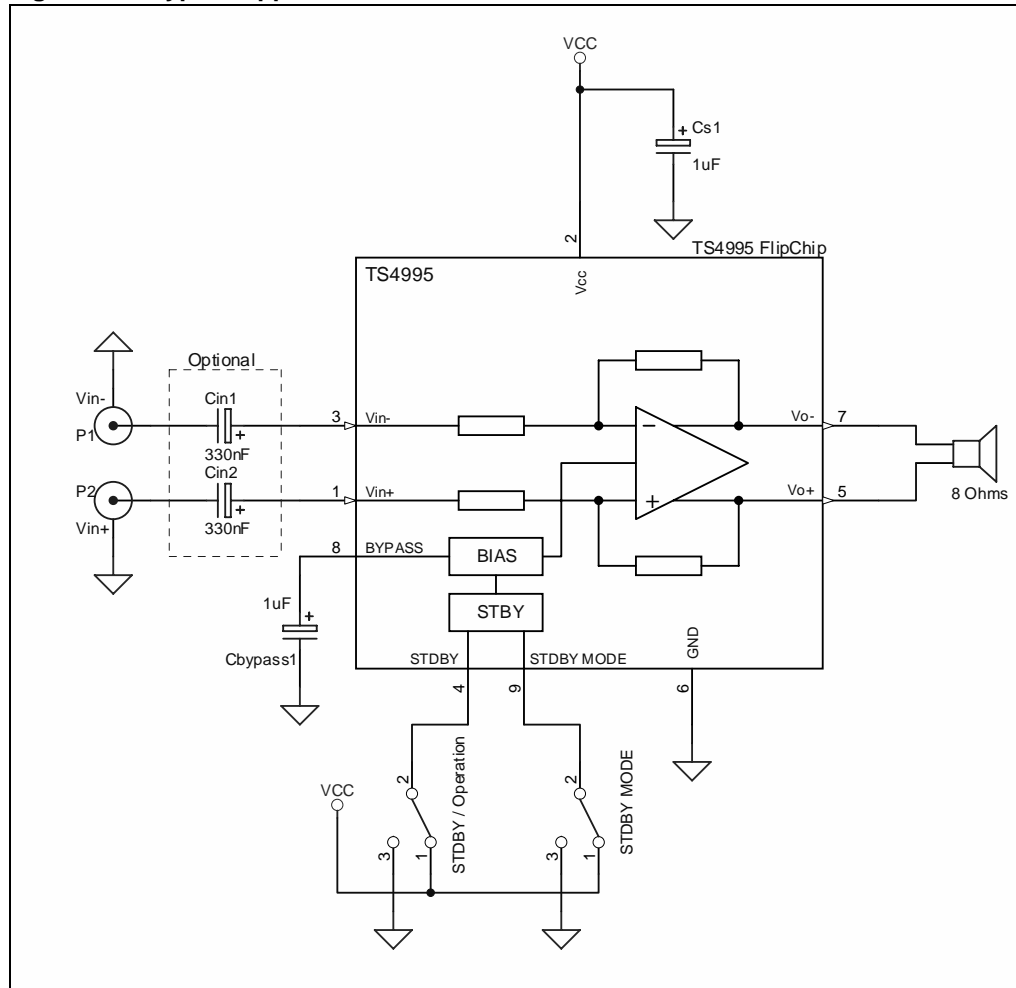 VCC
+ Cs1
1uF
2
TS4995 FlipChip
TS4995
Vcc
Optional
Vin-
Cin1
P1
+
330nF
3
Vin-
Vo-
7
P2
Cin2
Vin+
+
330nF
1
Vin+
Vo+
5
8 Ohms
–
+
8
BYPASS
BIAS
1uF
+
Cbypass1
STBY
STDBY
STDBY MODE
GND
4
9
6
VCC
2
STDBY / Operation
3
1
2
STDBY MODE
3
1